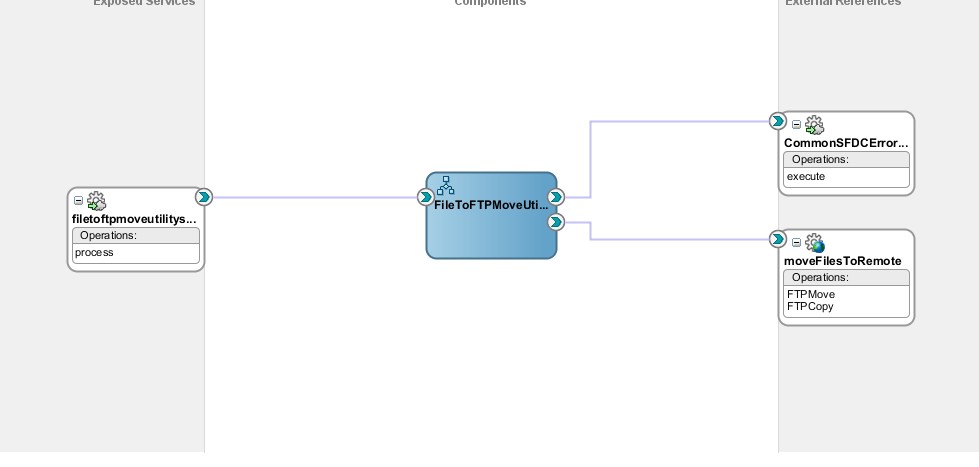 Exposed Services
Components
External References
CommonSFDCError...
Operations:
execute
filetoftpmoveutilitys...
Operations:
process
FileToFTPMoveUti...
moveFilesToRemote
Operations:
FTPMove
FTPCopy